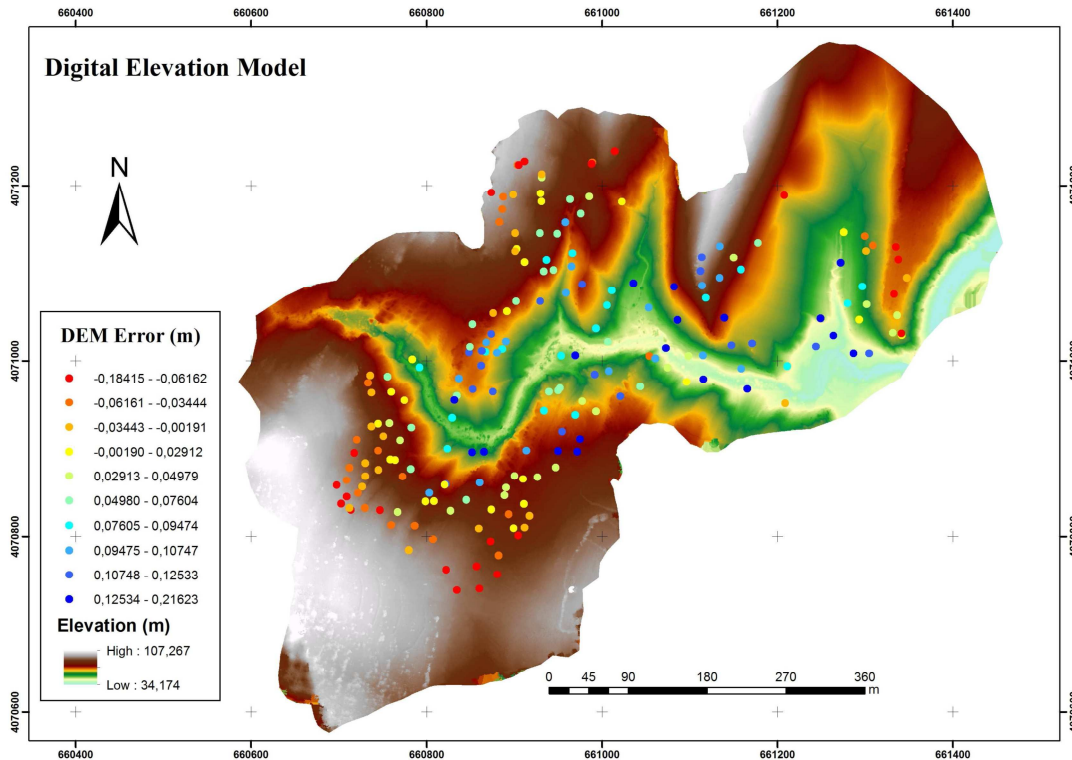 660400 660800 661000 661200 661400
Digital Elevation Model
N
4071200
4071000
4070800
4070600
DEM Error (m)
-0,18415 - -0,06162
-0,06161 - -0,03444
-0,03443 - -0,00191
-0,00190 - 0,02912
0,02913 - 0,04979
0,04980 - 0,07604
0,07605 - 0,09474
0,09475 - 0,10747
0,10748 - 0,12533
0,12534 - 0,21623
Elevation (m)
High : 107,267
Low : 34,174
0 45 90 180 270 360
m
660400 660600 660800 661000 661200 661400